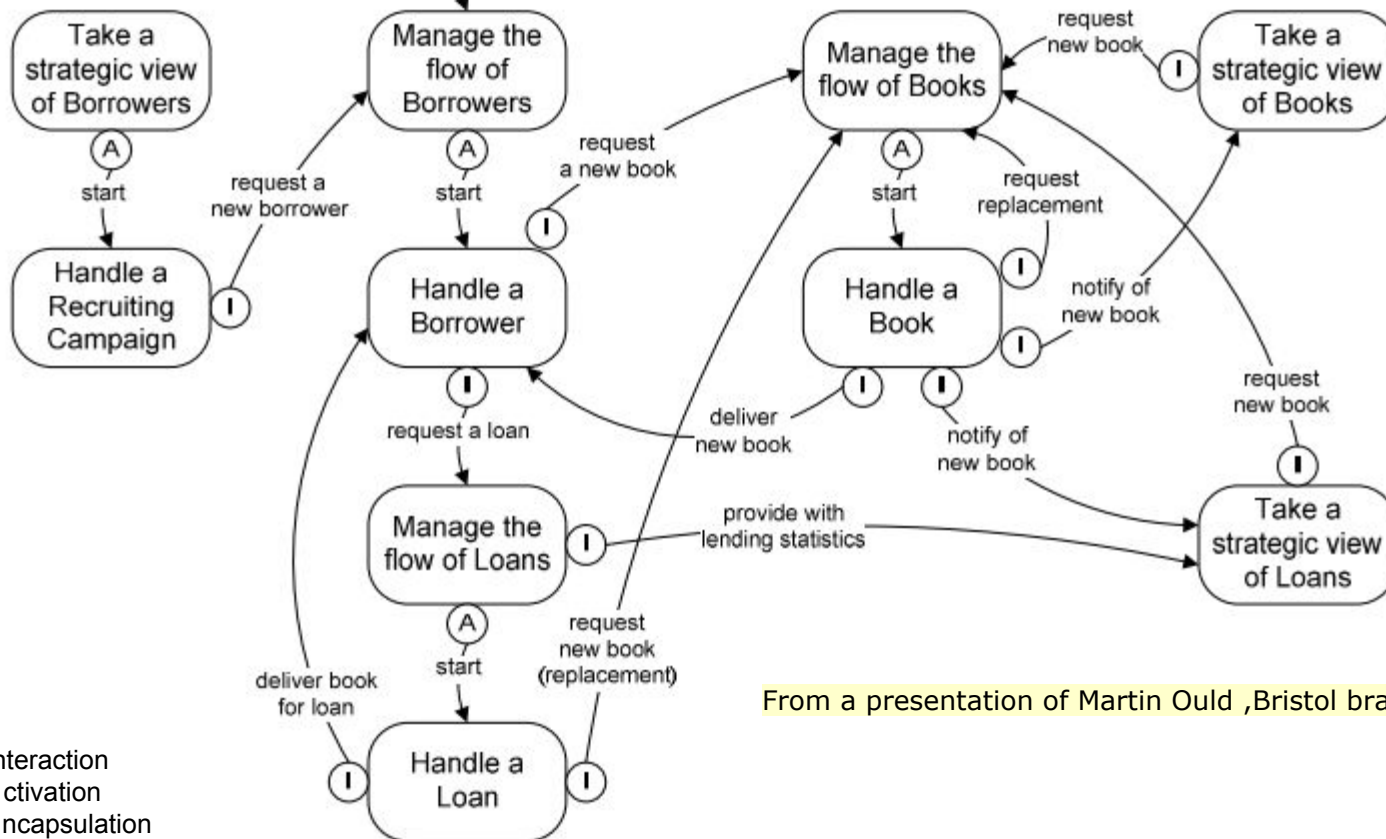 Take a
strategic view
of Borrowers
Manage the
flow of
Borrowers
Manage the
flow of Books
request
new book
I
Take a
strategic view
of Books
A
start
request a
new borrower
A
start
request
a new book
I
A
start
request
replacement
I
Handle a
Recruiting
Campaign
I
Handle a
Borrower
Handle a
Book
I
notify of
new book
I
request a loan
I
deliver
new book
I
notify of
new book
request
new book
I
Manage the
flow of Loans
I
provide with
lending statistics
Take a
strategic view
of Loans
A
start
request
new book
(replacement)
deliver book
for loan
From a presentation of Martin Ould ,Bristol bra
I
Handle a
Loan
I
nteraction
ctivation
ncapsulation